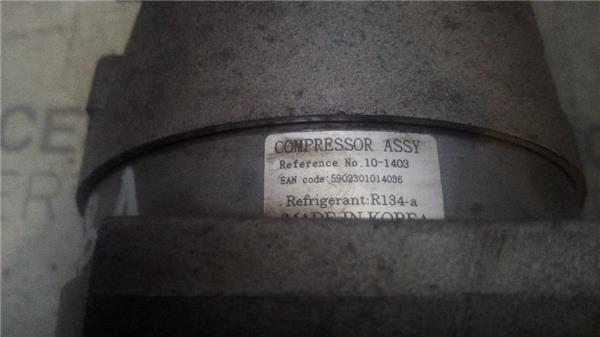 COMPRESSOR ASSY
Reference No.10-1403
EAN code:5902301014036
Refrigerant:R134-a
MADE IN KOREA